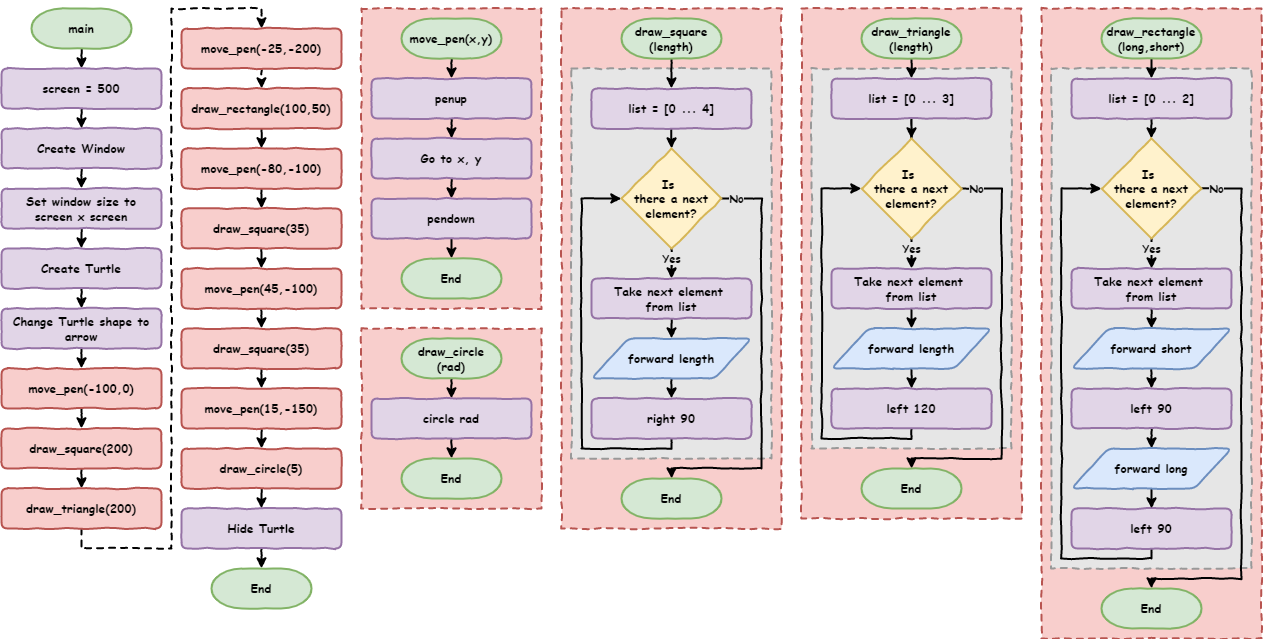 main
screen = 500
Create Window
Set window size to
screen x screen
Create Turtle
Change Turtle shape to
arrow
move_pen(-100,0)
draw_square(200)
draw_triangle(200)
move_pen(-25,-200)
draw_rectangle(100,50)
move_pen(-80,-100)
draw_square(35)
move_pen(45,-100)
draw_square(35)
move_pen(15,-150)
draw_circle(5)
Hide Turtle
End
move_pen(x,y)
penup
Go to x, y
pendown
End
draw_circle
(rad)
circle rad
End
draw_square
(length)
list = [0 ... 4]
Is
there a next
element?
No
Yes
Take next element
from list
forward length
right 90
End
draw_triangle
(length)
list = [0 ... 3]
Is
there a next
element?
No
Yes
Take next element
from list
forward length
left 120
End
draw_rectangle
(long,short)
list = [0 ... 2]
Is
there a next
element?
No
Yes
Take next element
from list
forward short
left 90
forward long
left 90
End